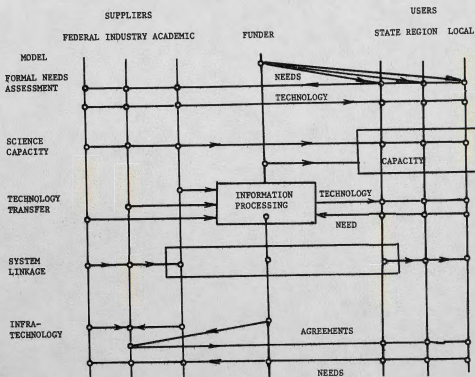 SUPPLIERS
USERS
FEDERAL INDUSTRY ACADEMIC
FUNDER
STATE REGION LOCAL
MODEL
FORMAL NEEDS
ASSESSMENT
NEEDS
TECHNOLOGY
SCIENCE
CAPACITY
CAPACITY
TECHNOLOGY
TRANSFER
INFORMATION
PROCESSING
TECHNOLOGY
NEED
SYSTEM
LINKAGE
INFRA-
TECHNOLOGY
AGREEMENTS
NEEDS